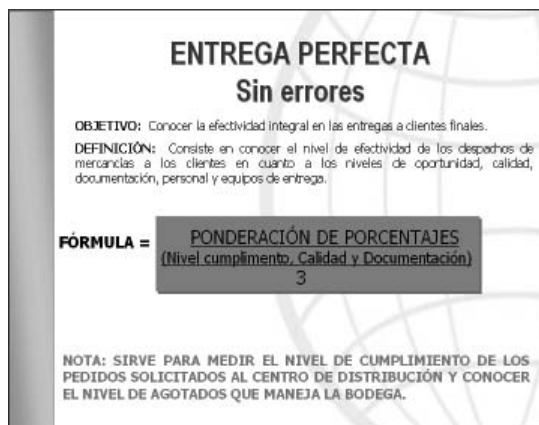 ENTREGA PERFECTA
Sin errores
OBJETIVO: Conocer la efectividad integral en las entregas a clientes finales.
DEFINICIÓN: Consiste en conocer el nivel de efectividad de los despachos de
mercancías a los clientes en cuanto a los niveles de oportunidad, calidad,
documentación, personal y equipos de entrega.
FÓRMULA = PONDERACIÓN DE PORCENTAJES
(Nivel cumplimento, Calidad y Documentación)
3
NOTA: SIRVE PARA MEDIR EL NIVEL DE CUMPLIMIENTO DE LOS
PEDIDOS SOLICITADOS AL CENTRO DE DISTRIBUCIÓN Y CONOCER
EL NIVEL DE AGOTADOS QUE MANEJA LA BODEGA.